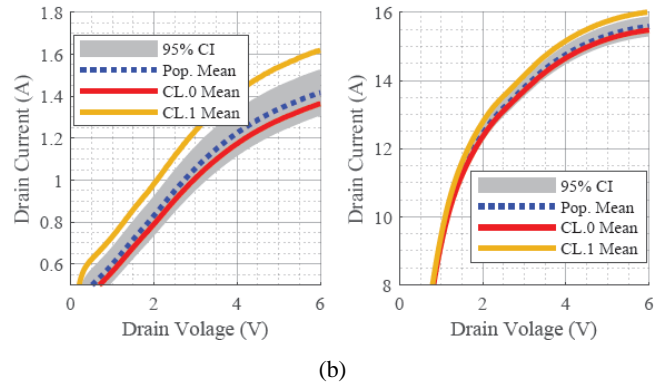 1.8
1.6
1.4
1.2
1
0.8
0.6
0
2
4
6
Drain Current (A)
Drain Volage (V)
95% CI
Pop. Mean
CL.0 Mean
CL.1 Mean
16
14
12
10
8
0
2
4
6
Drain Current (A)
Drain Volage (V)
95% CI
Pop. Mean
CL.0 Mean
CL.1 Mean
(b)